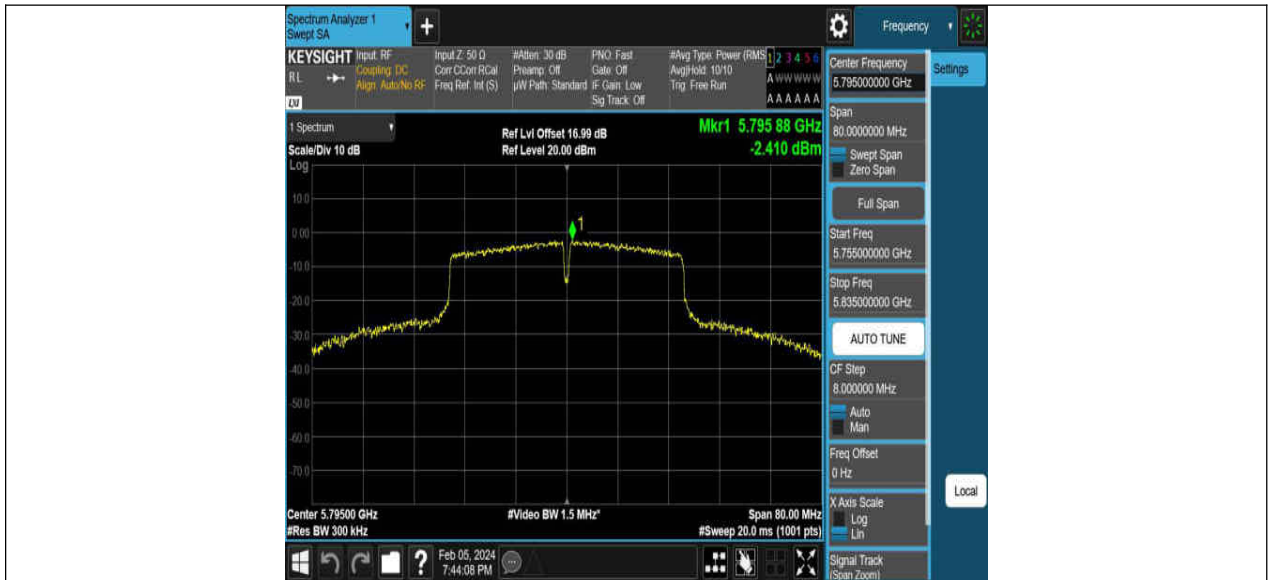 Spectrum Analyzer 1
Swept SA
+
Frequency
KEYSIGHT
RL
Input: RF
Coupling: DC
Align: Auto/No RF
Input Z: 50 Ω
Corr CCorr RCal
Freq Ref: Int (S)
#Atten: 30 dB
Preamp: Off
µW Path: Standard
PNO: Fast
Gate: Off
IF Gain: Low
Sig Track: Off
#Avg Type: Power (RMS
Avg|Hold: 10/10
Trig: Free Run
1 2 3 4 5 6
A W W W W W
A A A A A A
LXI
1 Spectrum
Scale/Div 10 dB
Ref Lvl Offset 16.99 dB
Ref Level 20.00 dBm
Mkr1 5.795 88 GHz
-2.410 dBm
Log
10.0
0.00
-10.0
-20.0
-30.0
-40.0
-50.0
-60.0
-70.0
1
Center 5.79500 GHz
#Res BW 300 kHz
#Video BW 1.5 MHz*
Span 80.00 MHz
#Sweep 20.0 ms (1001 pts)
?
Feb 05, 2024
7:44:08 PM
Center Frequency
5.795000000 GHz
Settings
Span
80.0000000 MHz
Swept Span
Zero Span
Full Span
Start Freq
5.755000000 GHz
Stop Freq
5.835000000 GHz
AUTO TUNE
CF Step
8.000000 MHz
Auto
Man
Freq Offset
0 Hz
X Axis Scale
Log
Lin
Local
Signal Track
(Span Zoom)